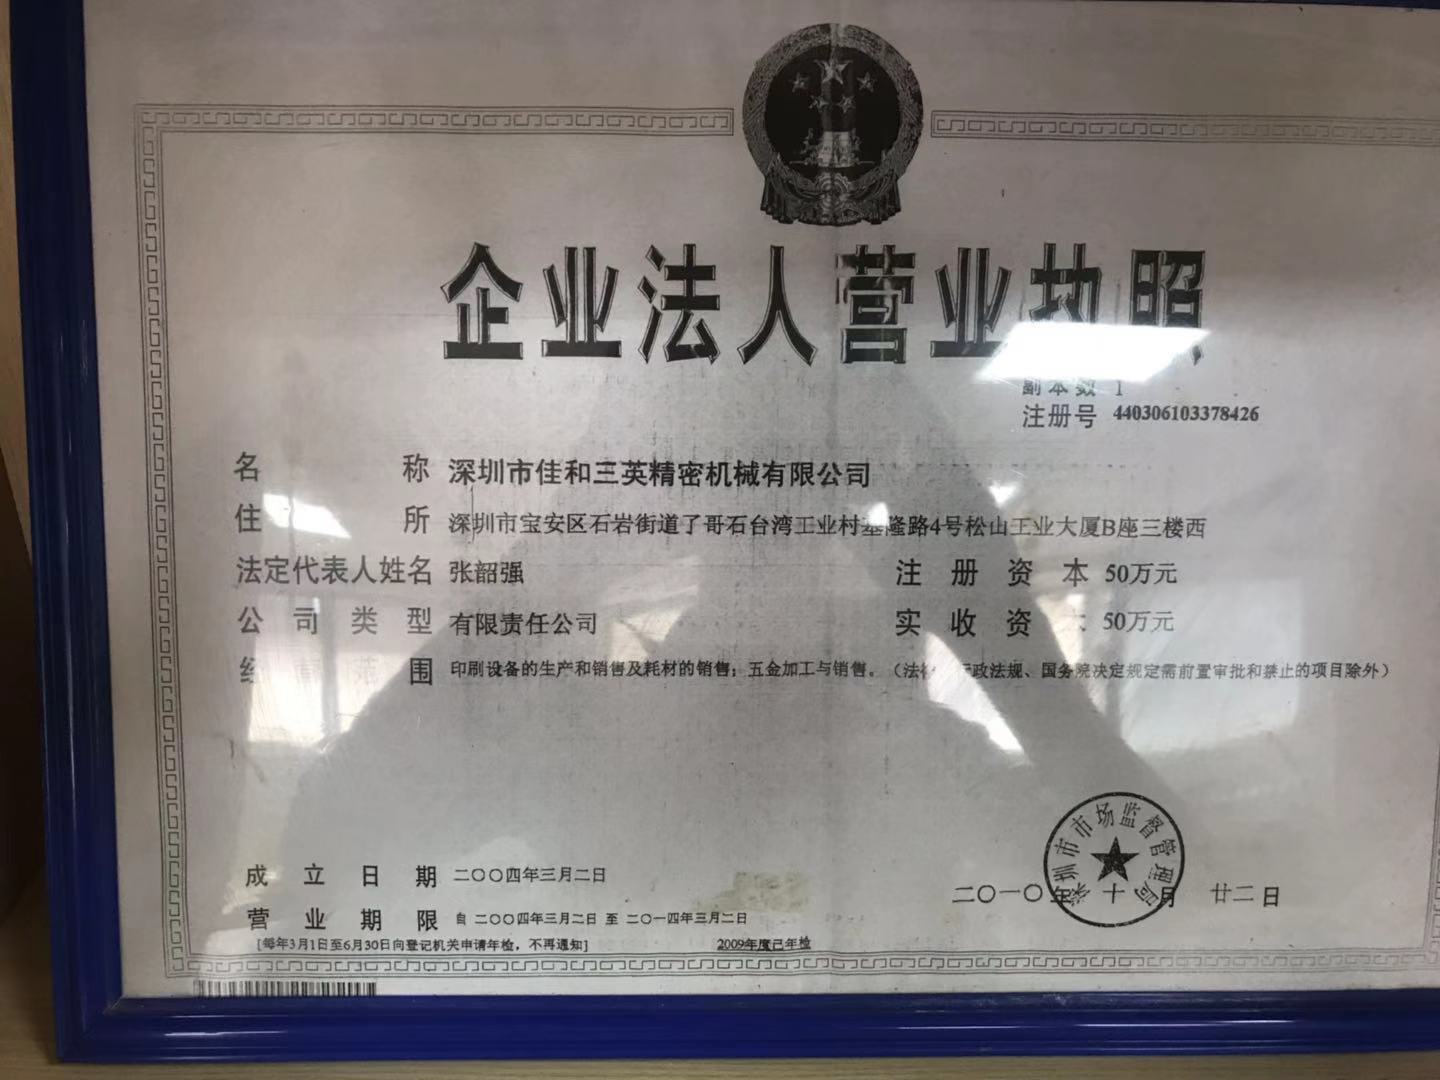 企业法人营业执照
副本数 1
注册号 440306103378426
名称 深圳市佳和三英精密机械有限公司
住所 深圳市宝安区石岩街道了哥石台湾工业村基隆路4号松山工业大厦B座三楼西
法定代表人姓名 张韶强 注册资本 50万元
公司类型 有限责任公司 实收资 50万元
经营范围 印刷设备的生产和销售及耗材的销售；五金加工与销售。（法律 行政法规、国务院决定规定需前置审批和禁止的项目除外）
深圳市市场监督管理局
成立日期 二〇〇四年三月二日
二〇一〇年十月廿二日
营业期限 自 二〇〇四年三月二日 至 二〇一四年三月二日
[每年3月1日至6月30日向登记机关申请年检，不再通知] 2009年度已年检